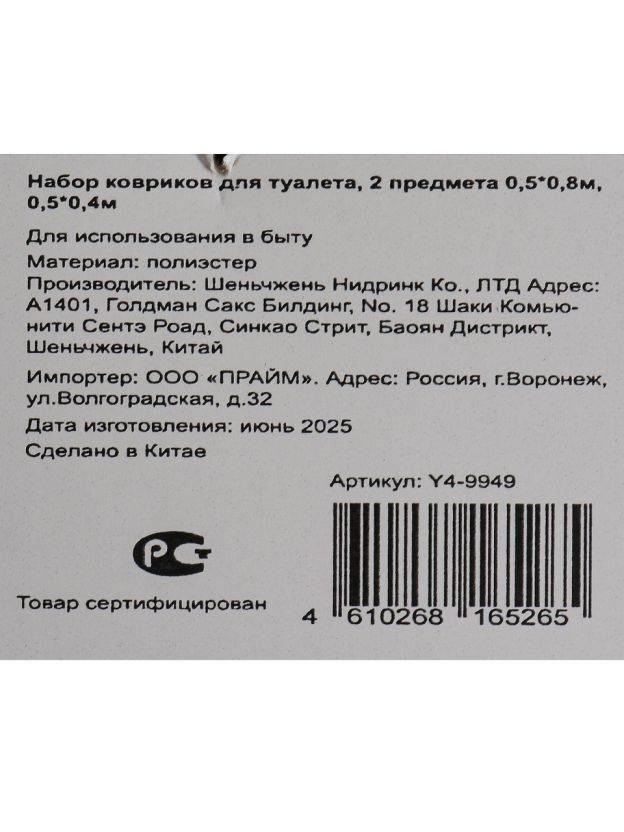 Набор ковриков для туалета, 2 предмета 0,5*0,8м,
0,5*0,4м
Для использования в быту
Материал: полиэстер
Производитель: Шеньчжень Нидринк Ко., ЛТД Адрес:
А1401, Голдман Сакс Билдинг, No. 18 Шаки Комью-
нити Сентэ Роад, Синкао Стрит, Баоян Дистрикт,
Шеньчжень, Китай
Импортер: ООО «ПРАЙМ». Адрес: Россия, г.Воронеж,
ул.Волгоградская, д.32
Дата изготовления: июнь 2025
Сделано в Китае
Артикул: Y4-9949
РСТ
Товар сертифицирован
4 610268 165265